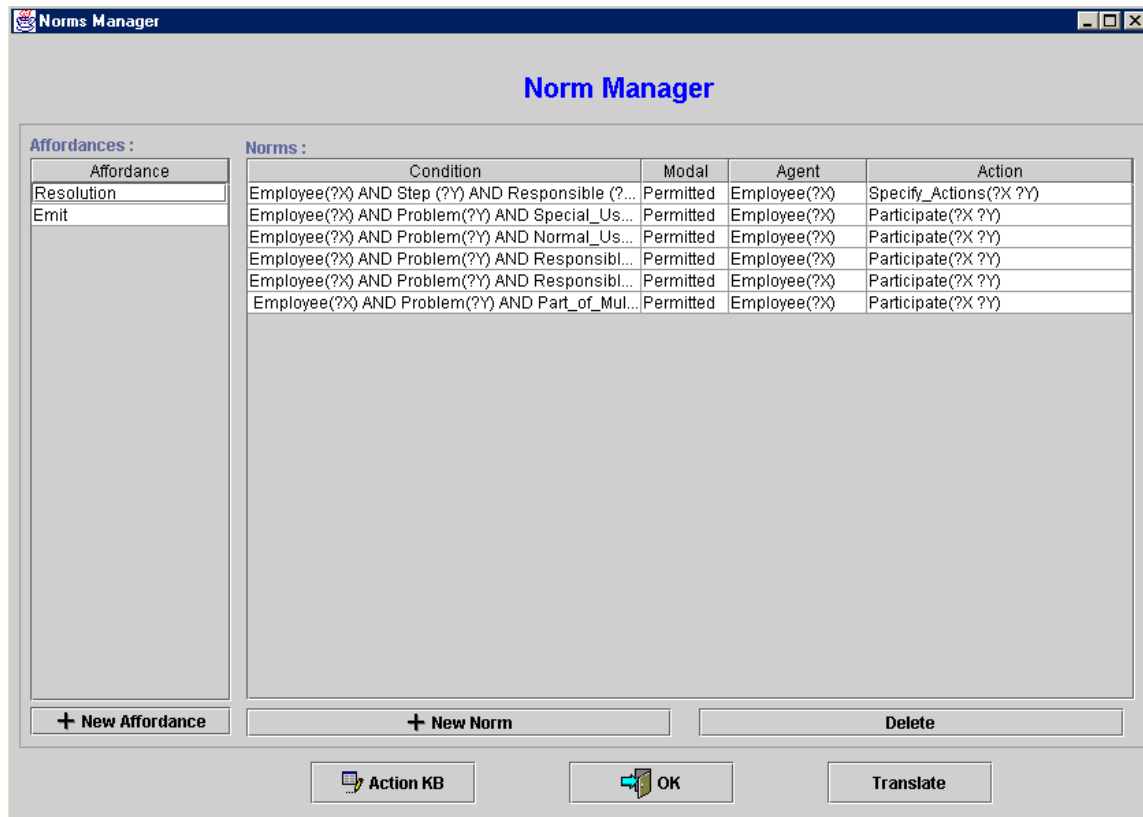 Norms Manager
Norm Manager
Affordances :
Norms :
Affordance
Condition Modal Agent Action
Resolution
Employee(?X) AND Step (?Y) AND Responsible (?... Permitted Employee(?X) Specify_Actions(?X ?Y)
Emit
Employee(?X) AND Problem(?Y) AND Special_Us... Permitted Employee(?X) Participate(?X ?Y)
Employee(?X) AND Problem(?Y) AND Normal_Us... Permitted Employee(?X) Participate(?X ?Y)
Employee(?X) AND Problem(?Y) AND Responsibl... Permitted Employee(?X) Participate(?X ?Y)
Employee(?X) AND Problem(?Y) AND Responsibl... Permitted Employee(?X) Participate(?X ?Y)
Employee(?X) AND Problem(?Y) AND Part_of_Mul... Permitted Employee(?X) Participate(?X ?Y)
+ New Affordance
+ New Norm
Delete
Action KB
OK
Translate